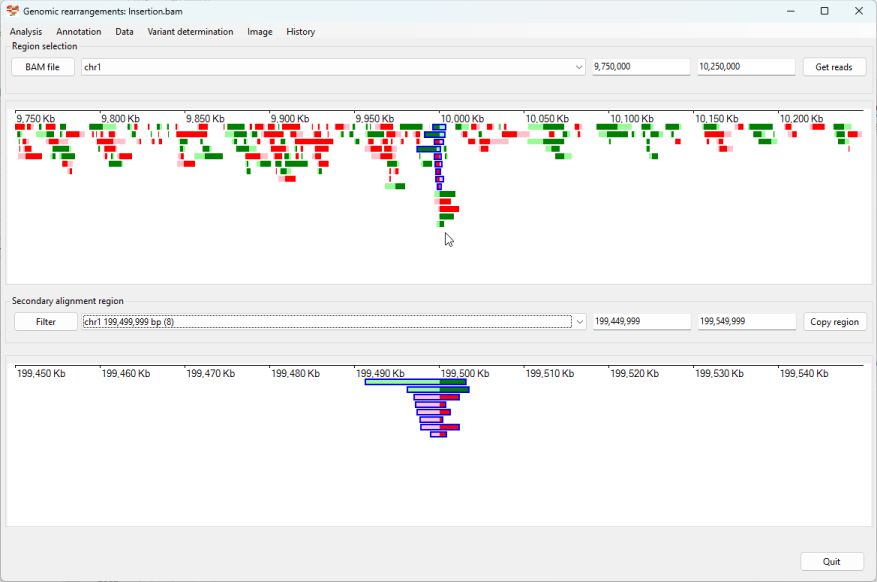 Genomic rearrangements: Insertion.bam
Analysis Annotation Data Variant determination Image History
Region selection
BAM file chr1 9,750,000 10,250,000 Get reads
9,750 Kb 9,800 Kb 9,850 Kb 9,900 Kb 9,950 Kb 10,000 Kb 10,050 Kb 10,100 Kb 10,150 Kb 10,200 Kb
Secondary alignment region
Filter chr1 199,499,999 bp (8) 199,449,999 199,549,999 Copy region
199,450 Kb 199,460 Kb 199,470 Kb 199,480 Kb 199,490 Kb 199,500 Kb 199,510 Kb 199,520 Kb 199,530 Kb 199,540 Kb
Quit